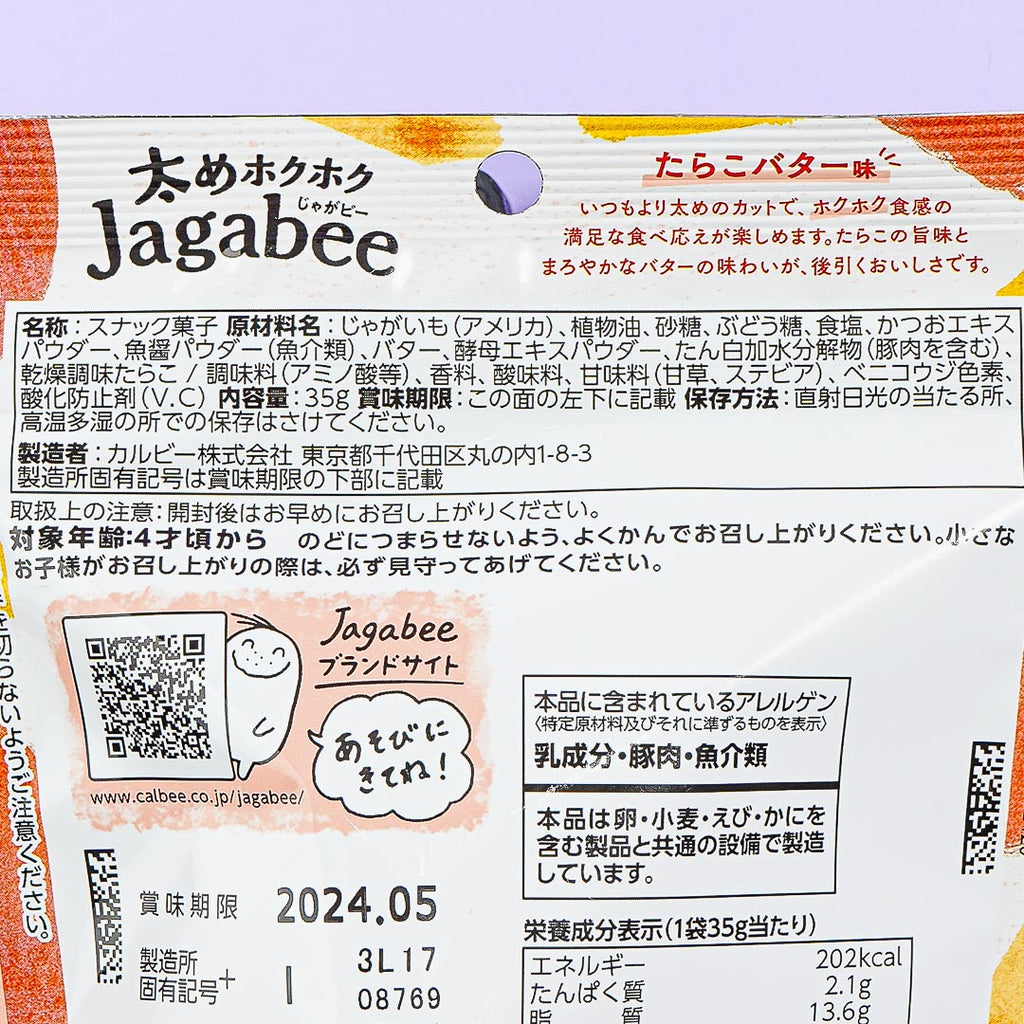 太めホクホク
じゃがビー
Jagabee
たらこバター味
いつもより太めのカットで、ホクホク食感の
満足な食べ応えが楽しめます。たらこの旨味と
まろやかなバターの味わいが、後引くおいしさです。
名称：スナック菓子 原材料名：じゃがいも（アメリカ）、植物油、砂糖、ぶどう糖、食塩、かつおエキス
パウダー、魚醤パウダー（魚介類）、バター、酵母エキスパウダー、たん白加水分解物（豚肉を含む）、
乾燥調味たらこ / 調味料（アミノ酸等）、香料、酸味料、甘味料（甘草、ステビア）、ベニコウジ色素、
酸化防止剤（V.C） 内容量：35g 賞味期限：この面の左下に記載 保存方法：直射日光の当たる所、
高温多湿の所での保存はさけてください。
製造者：カルビー株式会社 東京都千代田区丸の内1-8-3
製造所固有記号は賞味期限の下部に記載
取扱上の注意：開封後はお早めにお召し上がりください。
対象年齢：4才頃から のどにつまらせないよう、よくかんでお召し上がりください。小さな
お子様がお召し上がりの際は、必ず見守ってあげてください。
を切らないようご注意ください。
Jagabee
ブランドサイト
あそびに
きてね！
www.calbee.co.jp/jagabee/
本品に含まれているアレルゲン
〈特定原材料及びそれに準ずるものを表示〉
乳成分・豚肉・魚介類
本品は卵・小麦・えび・かにを
含む製品と共通の設備で製造
しています。
賞味期限 2024.05
製造所
固有記号+ | 3L17
08769
栄養成分表示（1袋35g当たり）
エネルギー 202kcal
たんぱく質 2.1g
脂質 13.6g